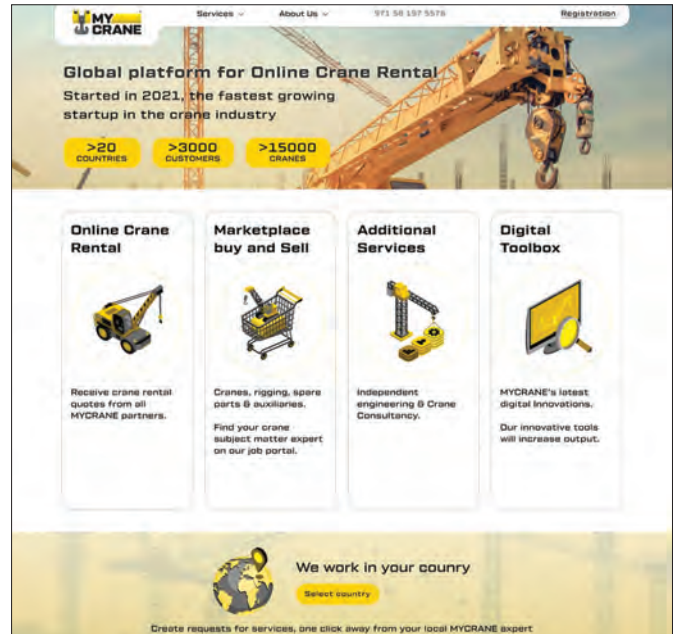 MY
CRANE
Services
About Us
971 58 197 5578
Registration
Global platform for Online Crane Rental
Started in 2021, the fastest growing
startup in the crane industry
>20
COUNTRIES
>3000
CUSTOMERS
>15000
CRANES
Online Crane
Rental
Receive crane rental
quotes from all
MYCRANE partners.
Marketplace
buy and Sell
Cranes, rigging, spare
parts & auxiliaries.
Find your crane
subject matter expert
on our job portal.
Additional
Services
Independent
engineering & Crane
Consultancy.
Digital
Toolbox
MYCRANE's latest
digital Innovations.
Our innovative tools
will increase output.
We work in your counry
Select country
Create requests for services, one click away from your local MYCRANE expert